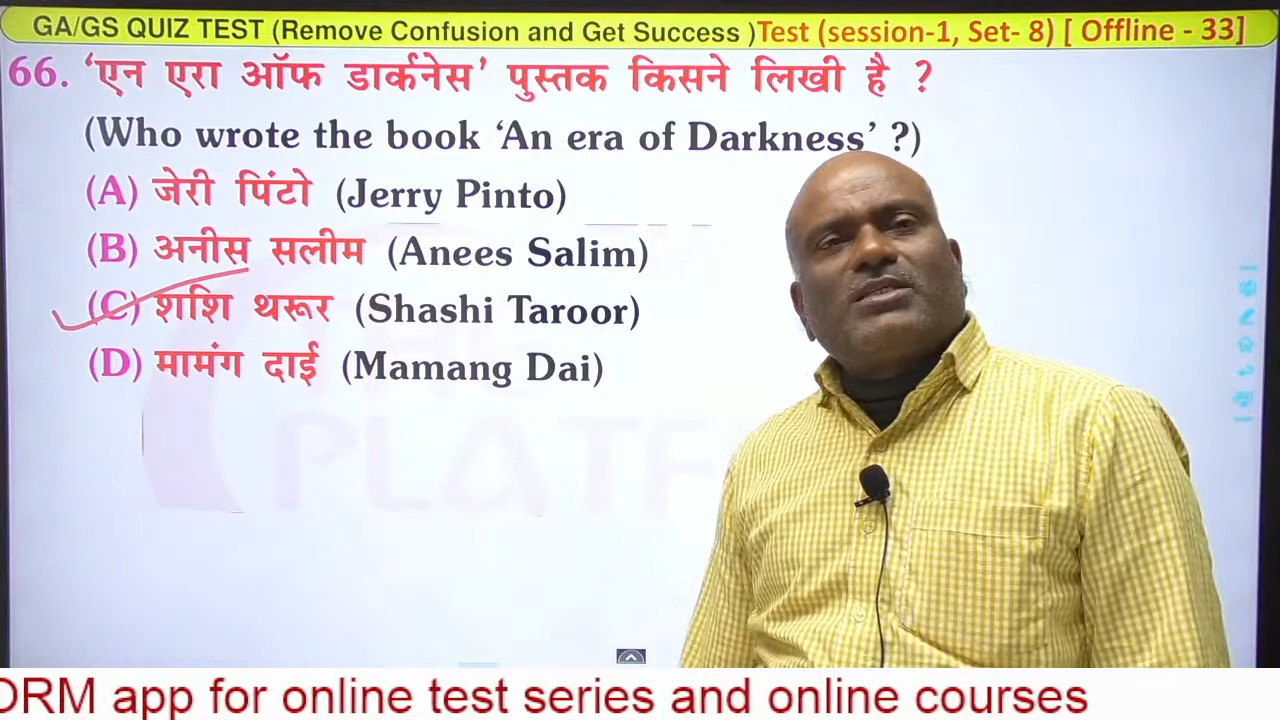 GA/GS QUIZ TEST (Remove Confusion and Get Success )Test (session-1, Set- 8) [ Offline - 33]
66. ‘एन एरा ऑफ डार्कनेस’ पुस्तक किसने लिखी है ?
(Who wrote the book ‘An era of Darkness’ ?)
(A) जेरी पिंटो (Jerry Pinto)
(B) अनीस सलीम (Anees Salim)
(C) शशि थरूर (Shashi Taroor)
(D) मामंग दाई (Mamang Dai)
PLATF
ORM app for online test series and online courses